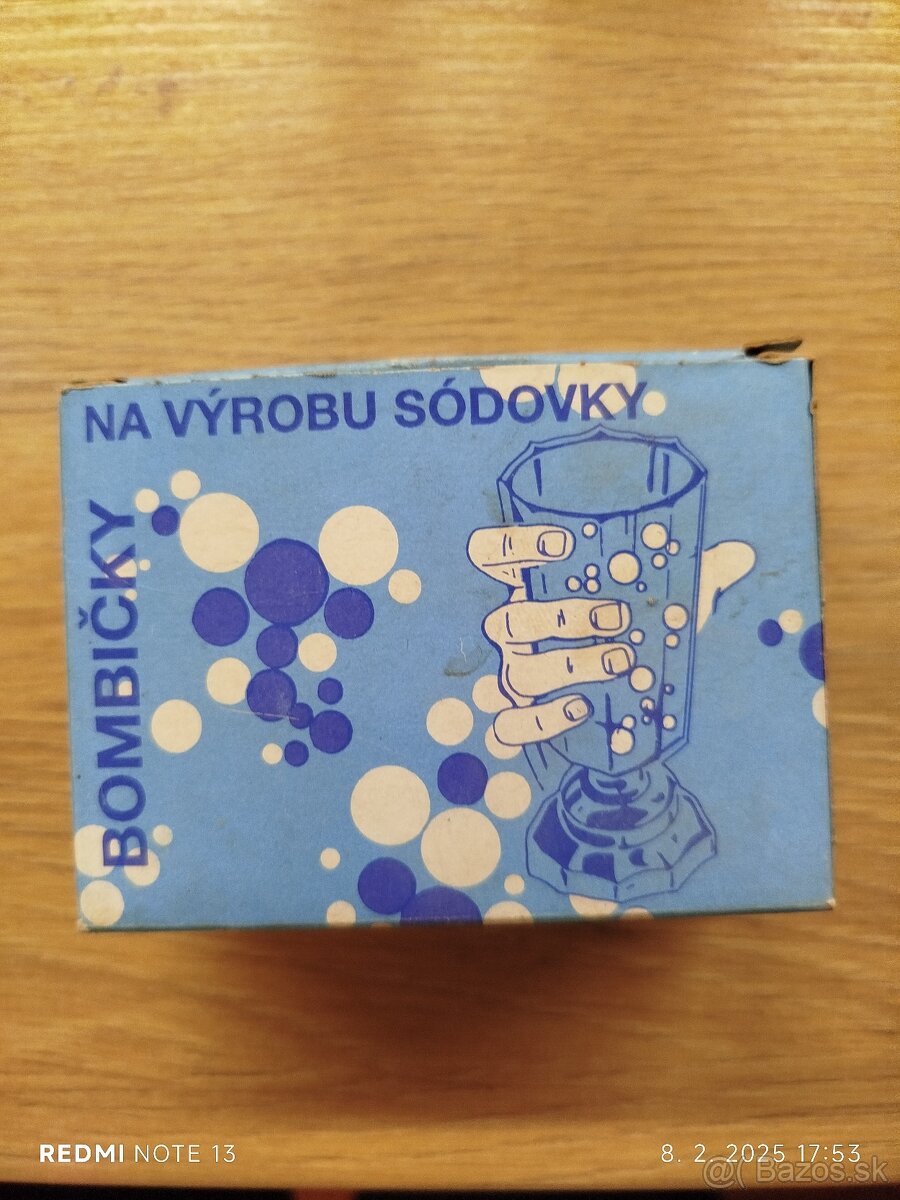 NA VÝROBU SÓDOVKY
BOMBIČKY
REDMI NOTE 13
8. 2. 2025 17:53
@ Bazos.sk